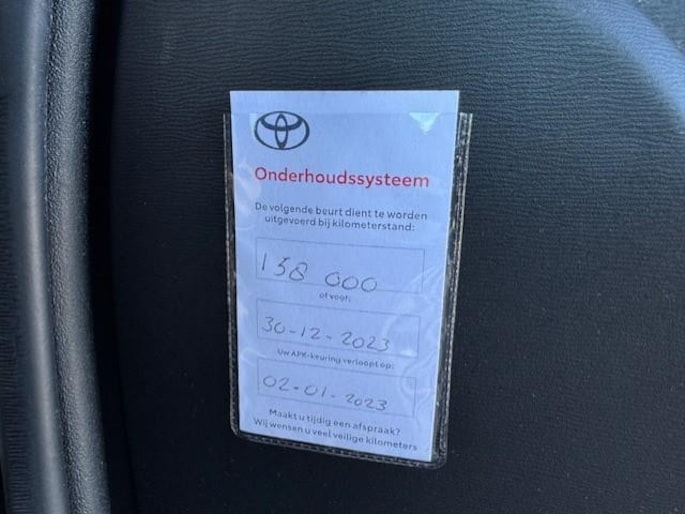 Onderhoudssysteem
De volgende beurt dient te worden
uitgevoerd bij kilometerstand:
138 000
of voor:
30-12-2023
Uw APK-keuring verloopt op:
02-01-2023
Maakt u tijdig een afspraak?
Wij wensen u veel veilige kilometers